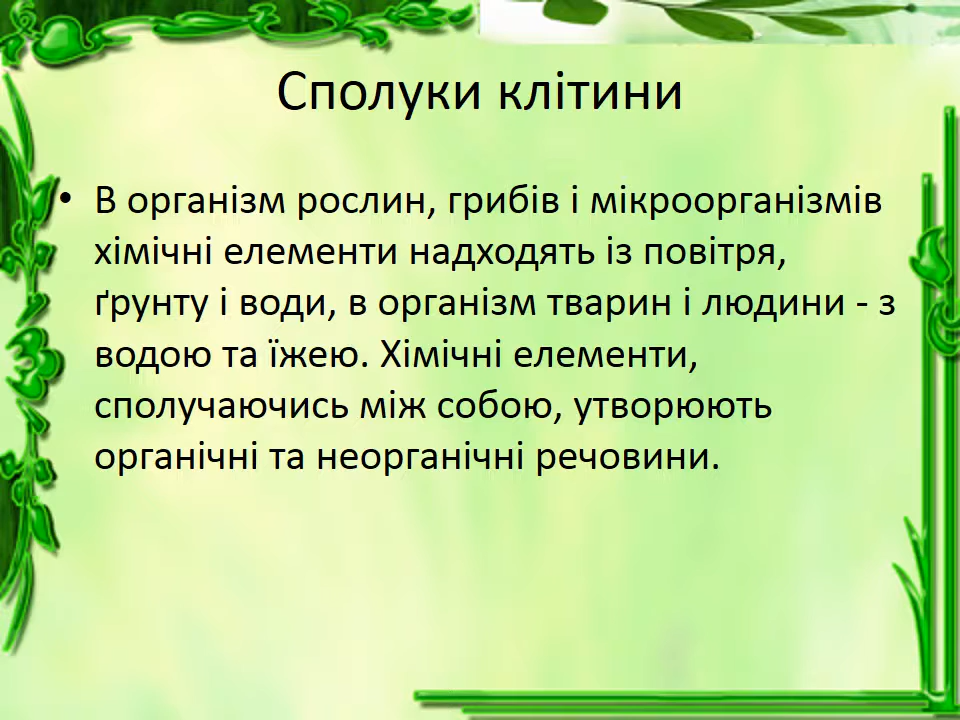 Сполуки клітини
• В організм рослин, грибів і мікроорганізмів
хімічні елементи надходять із повітря,
ґрунту і води, в організм тварин і людини - з
водою та їжею. Хімічні елементи,
сполучаючись між собою, утворюють
органічні та неорганічні речовини.